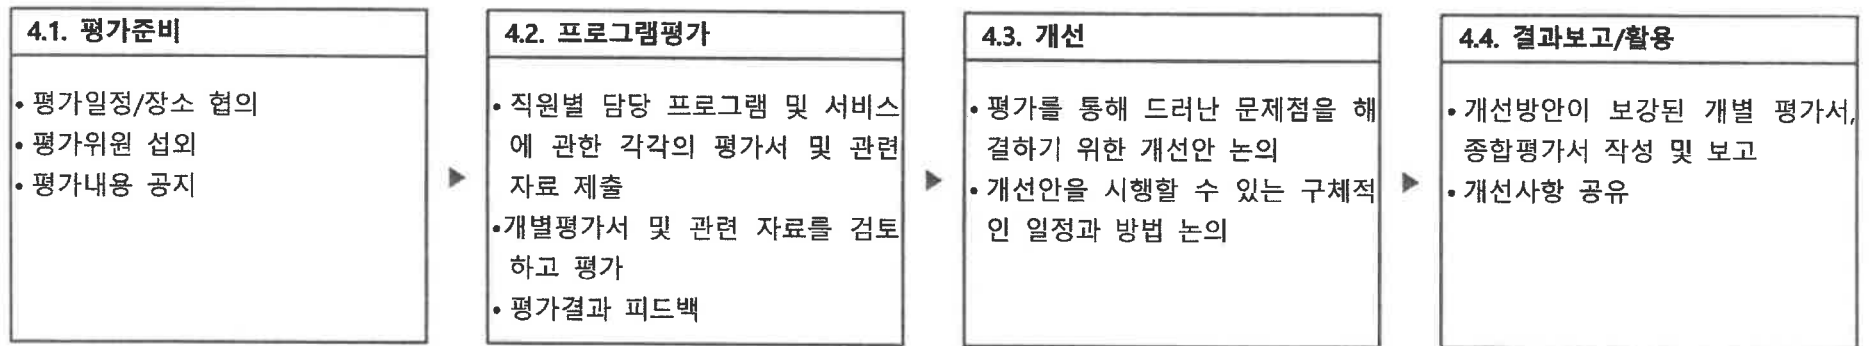 4.1. 평가준비
• 평가일정/장소 협의
• 평가위원 섭외
• 평가내용 공지
4.2. 프로그램평가
• 직원별 담당 프로그램 및 서비스
에 관한 각각의 평가서 및 관련
자료 제출
•개별평가서 및 관련 자료를 검토
하고 평가
• 평가결과 피드백
4.3. 개선
• 평가를 통해 드러난 문제점을 해
결하기 위한 개선안 논의
• 개선안을 시행할 수 있는 구체적
인 일정과 방법 논의
4.4. 결과보고/활용
• 개선방안이 보강된 개별 평가서,
종합평가서 작성 및 보고
• 개선사항 공유